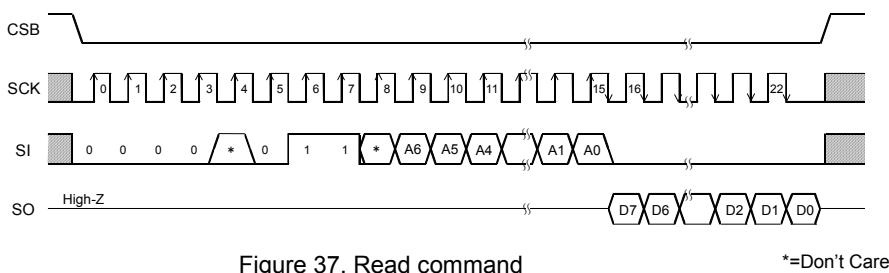 CSB
SCK 0 1 2 3 4 5 6 7 8 9 10 11 15 16 22
SI 0 0 0 0 * 0 1 1 * A6 A5 A4 A1 A0
SO High-Z D7 D6 D2 D1 D0
Figure 37. Read command
*=Don't Care